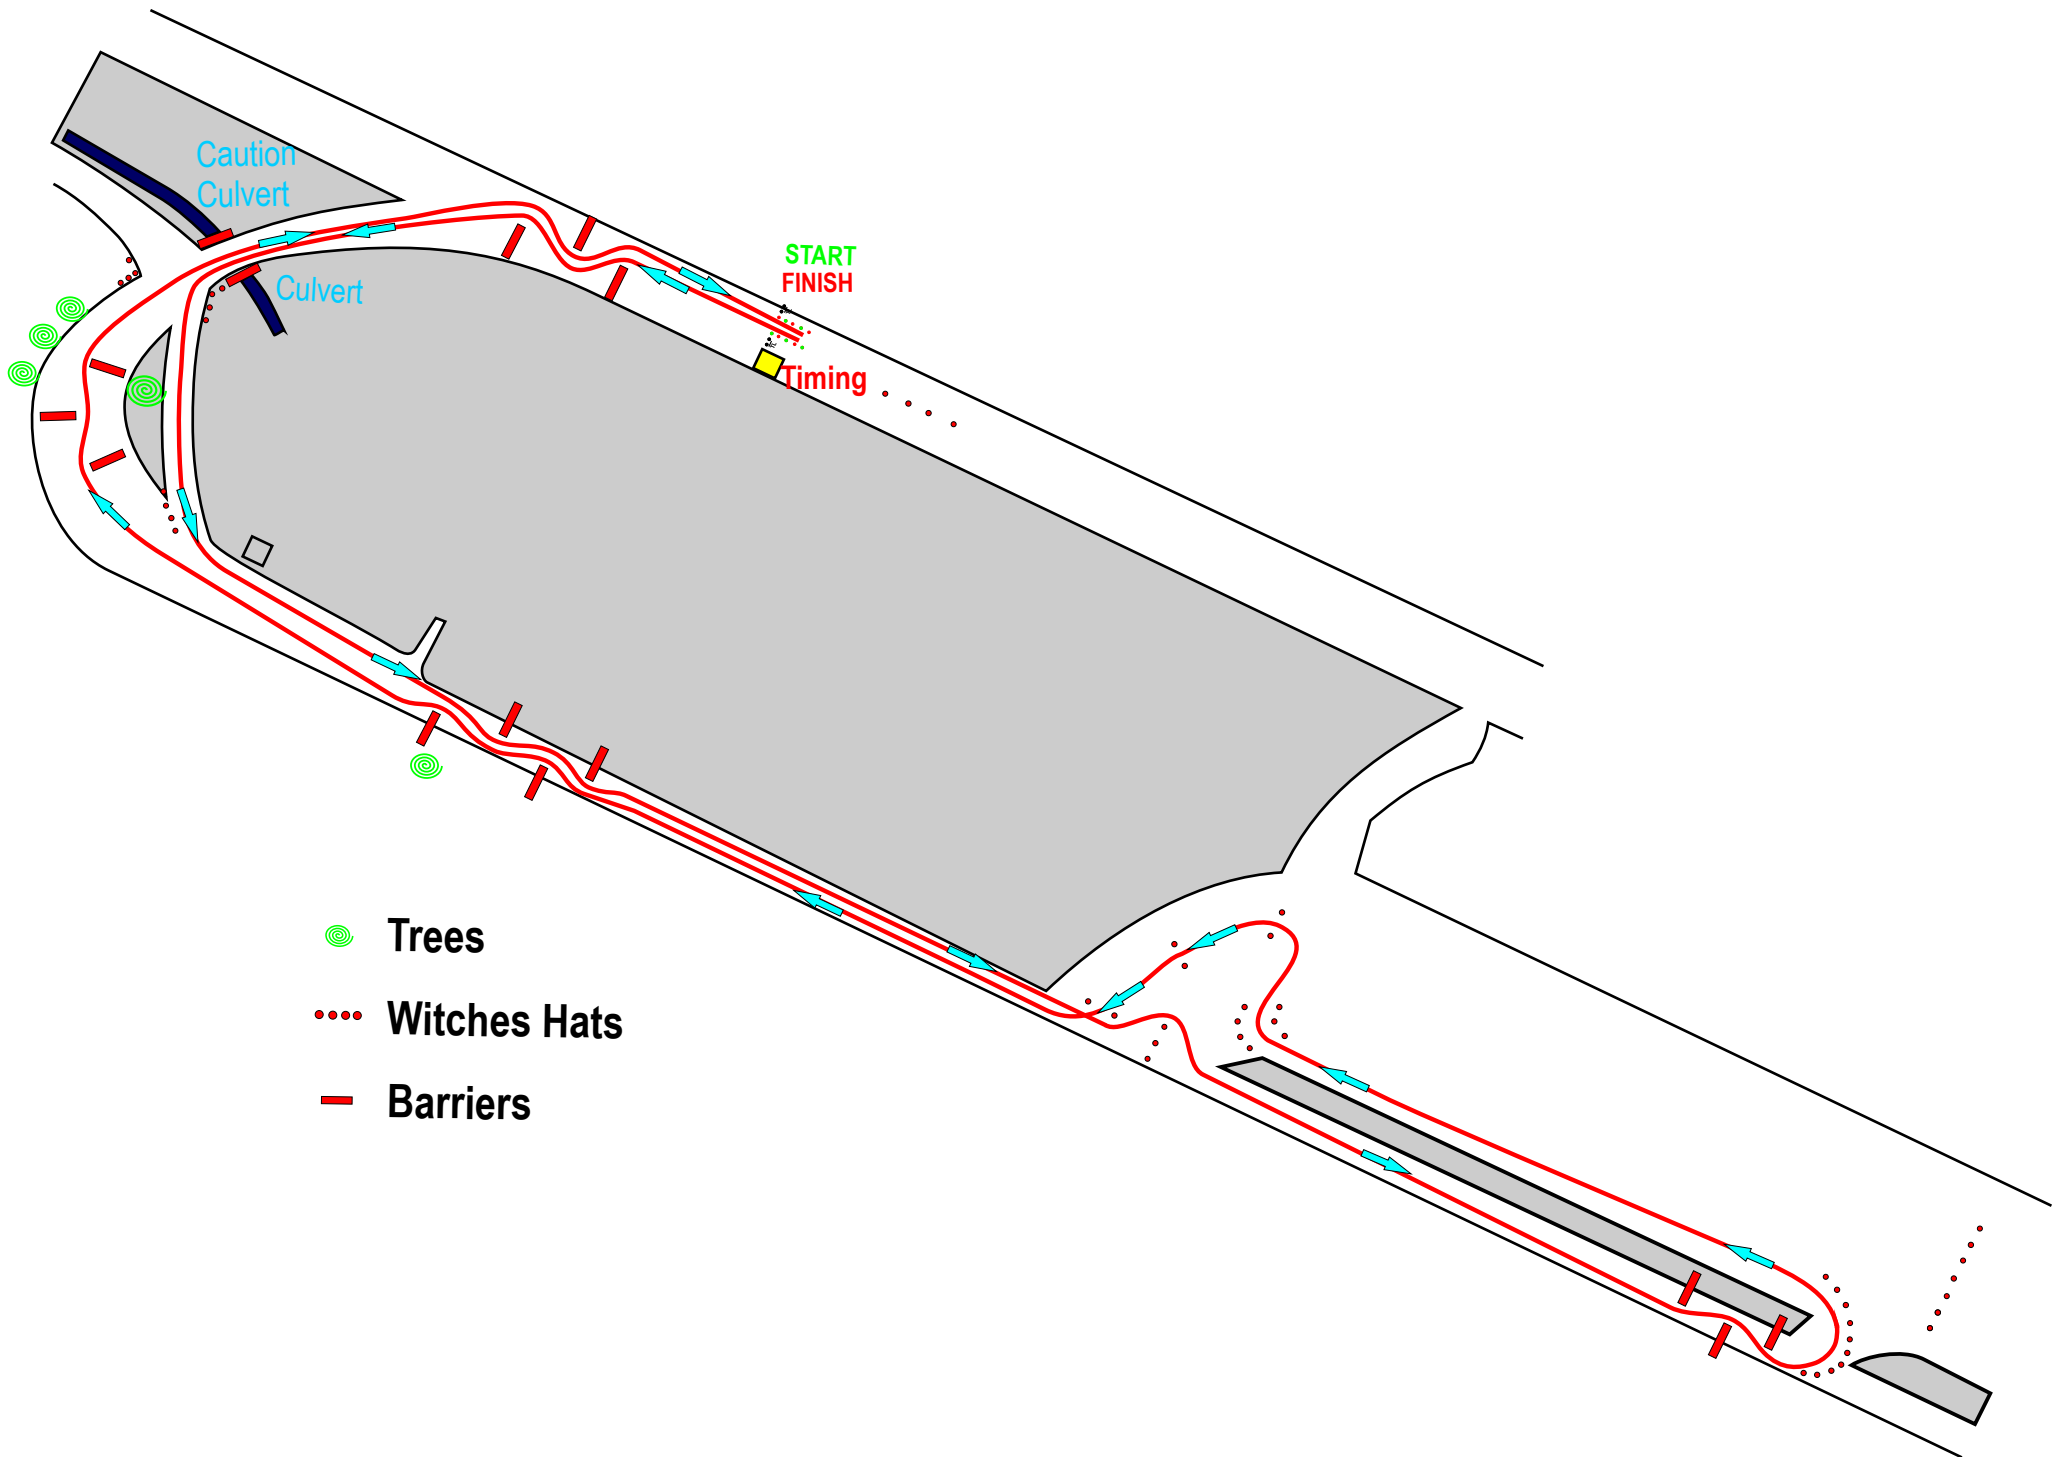 Caution
Culvert
Culvert
START
FINISH
Timing
Trees
Witches Hats
Barriers